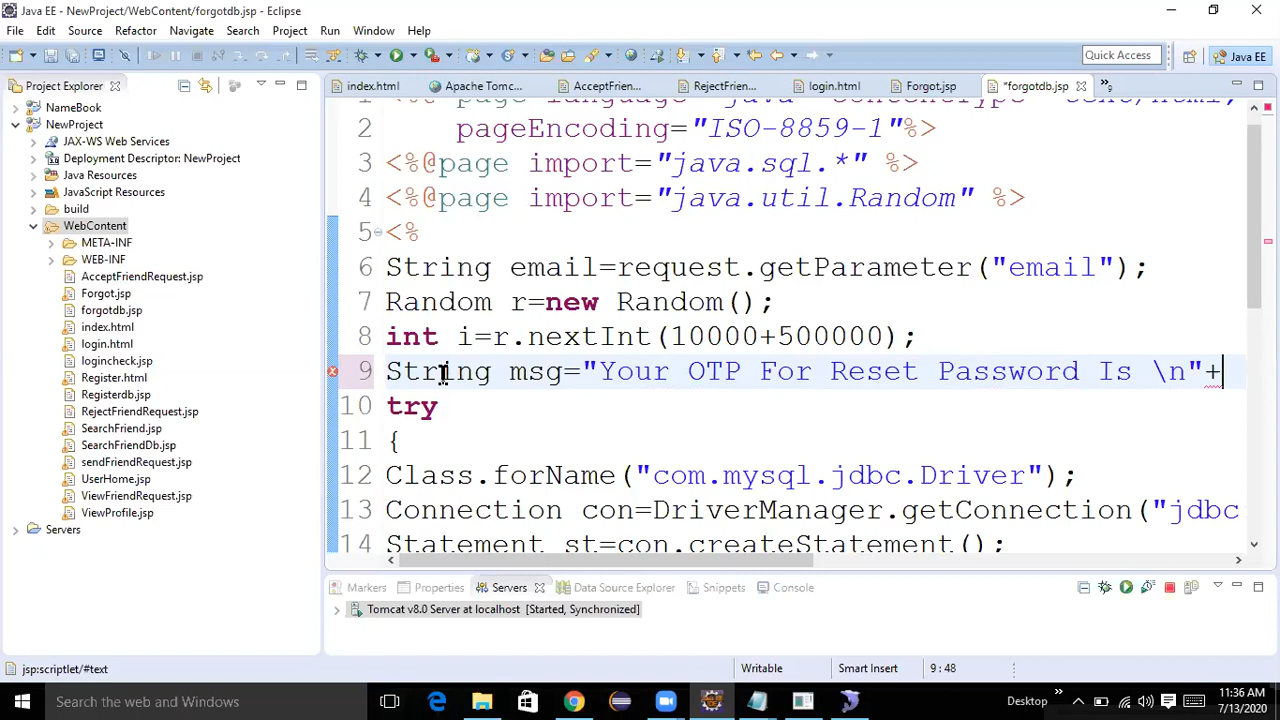 Java EE - NewProject/WebContent/forgotdb.jsp - Eclipse
File Edit Source Refactor Navigate Search Project Run Window Help
Quick Access Java EE
Project Explorer
index.html Apache Tomc... AcceptFrien... RejectFrien... login.html Forgot.jsp *forgotdb.jsp
NameBook
NewProject
JAX-WS Web Services
Deployment Descriptor: NewProject
Java Resources
JavaScript Resources
build
WebContent
META-INF
WEB-INF
AcceptFriendRequest.jsp
Forgot.jsp
forgotdb.jsp
index.html
login.html
logincheck.jsp
Register.html
Registerdb.jsp
RejectFriendRequest.jsp
SearchFriend.jsp
SearchFriendDb.jsp
sendFriendRequest.jsp
UserHome.jsp
ViewFriendRequest.jsp
ViewProfile.jsp
Servers
2 pageEncoding="ISO-8859-1"%>
3 <%@page import="java.sql.*" %>
4 <%@page import="java.util.Random" %>
5 <%
6 String email=request.getParameter("email");
7 Random r=new Random();
8 int i=r.nextInt(10000+500000);
9 String msg="Your OTP For Reset Password Is \n"+
10 try
11 {
12 Class.forName("com.mysql.jdbc.Driver");
13 Connection con=DriverManager.getConnection("jdbc
14 Statement st=con.createStatement();
Markers Properties Servers Data Source Explorer Snippets Console
Tomcat v8.0 Server at localhost [Started, Synchronized]
jsp:scriptlet/#text Writable Smart Insert 9 : 48
Search the web and Windows
Desktop
11:36 AM
7/13/2020